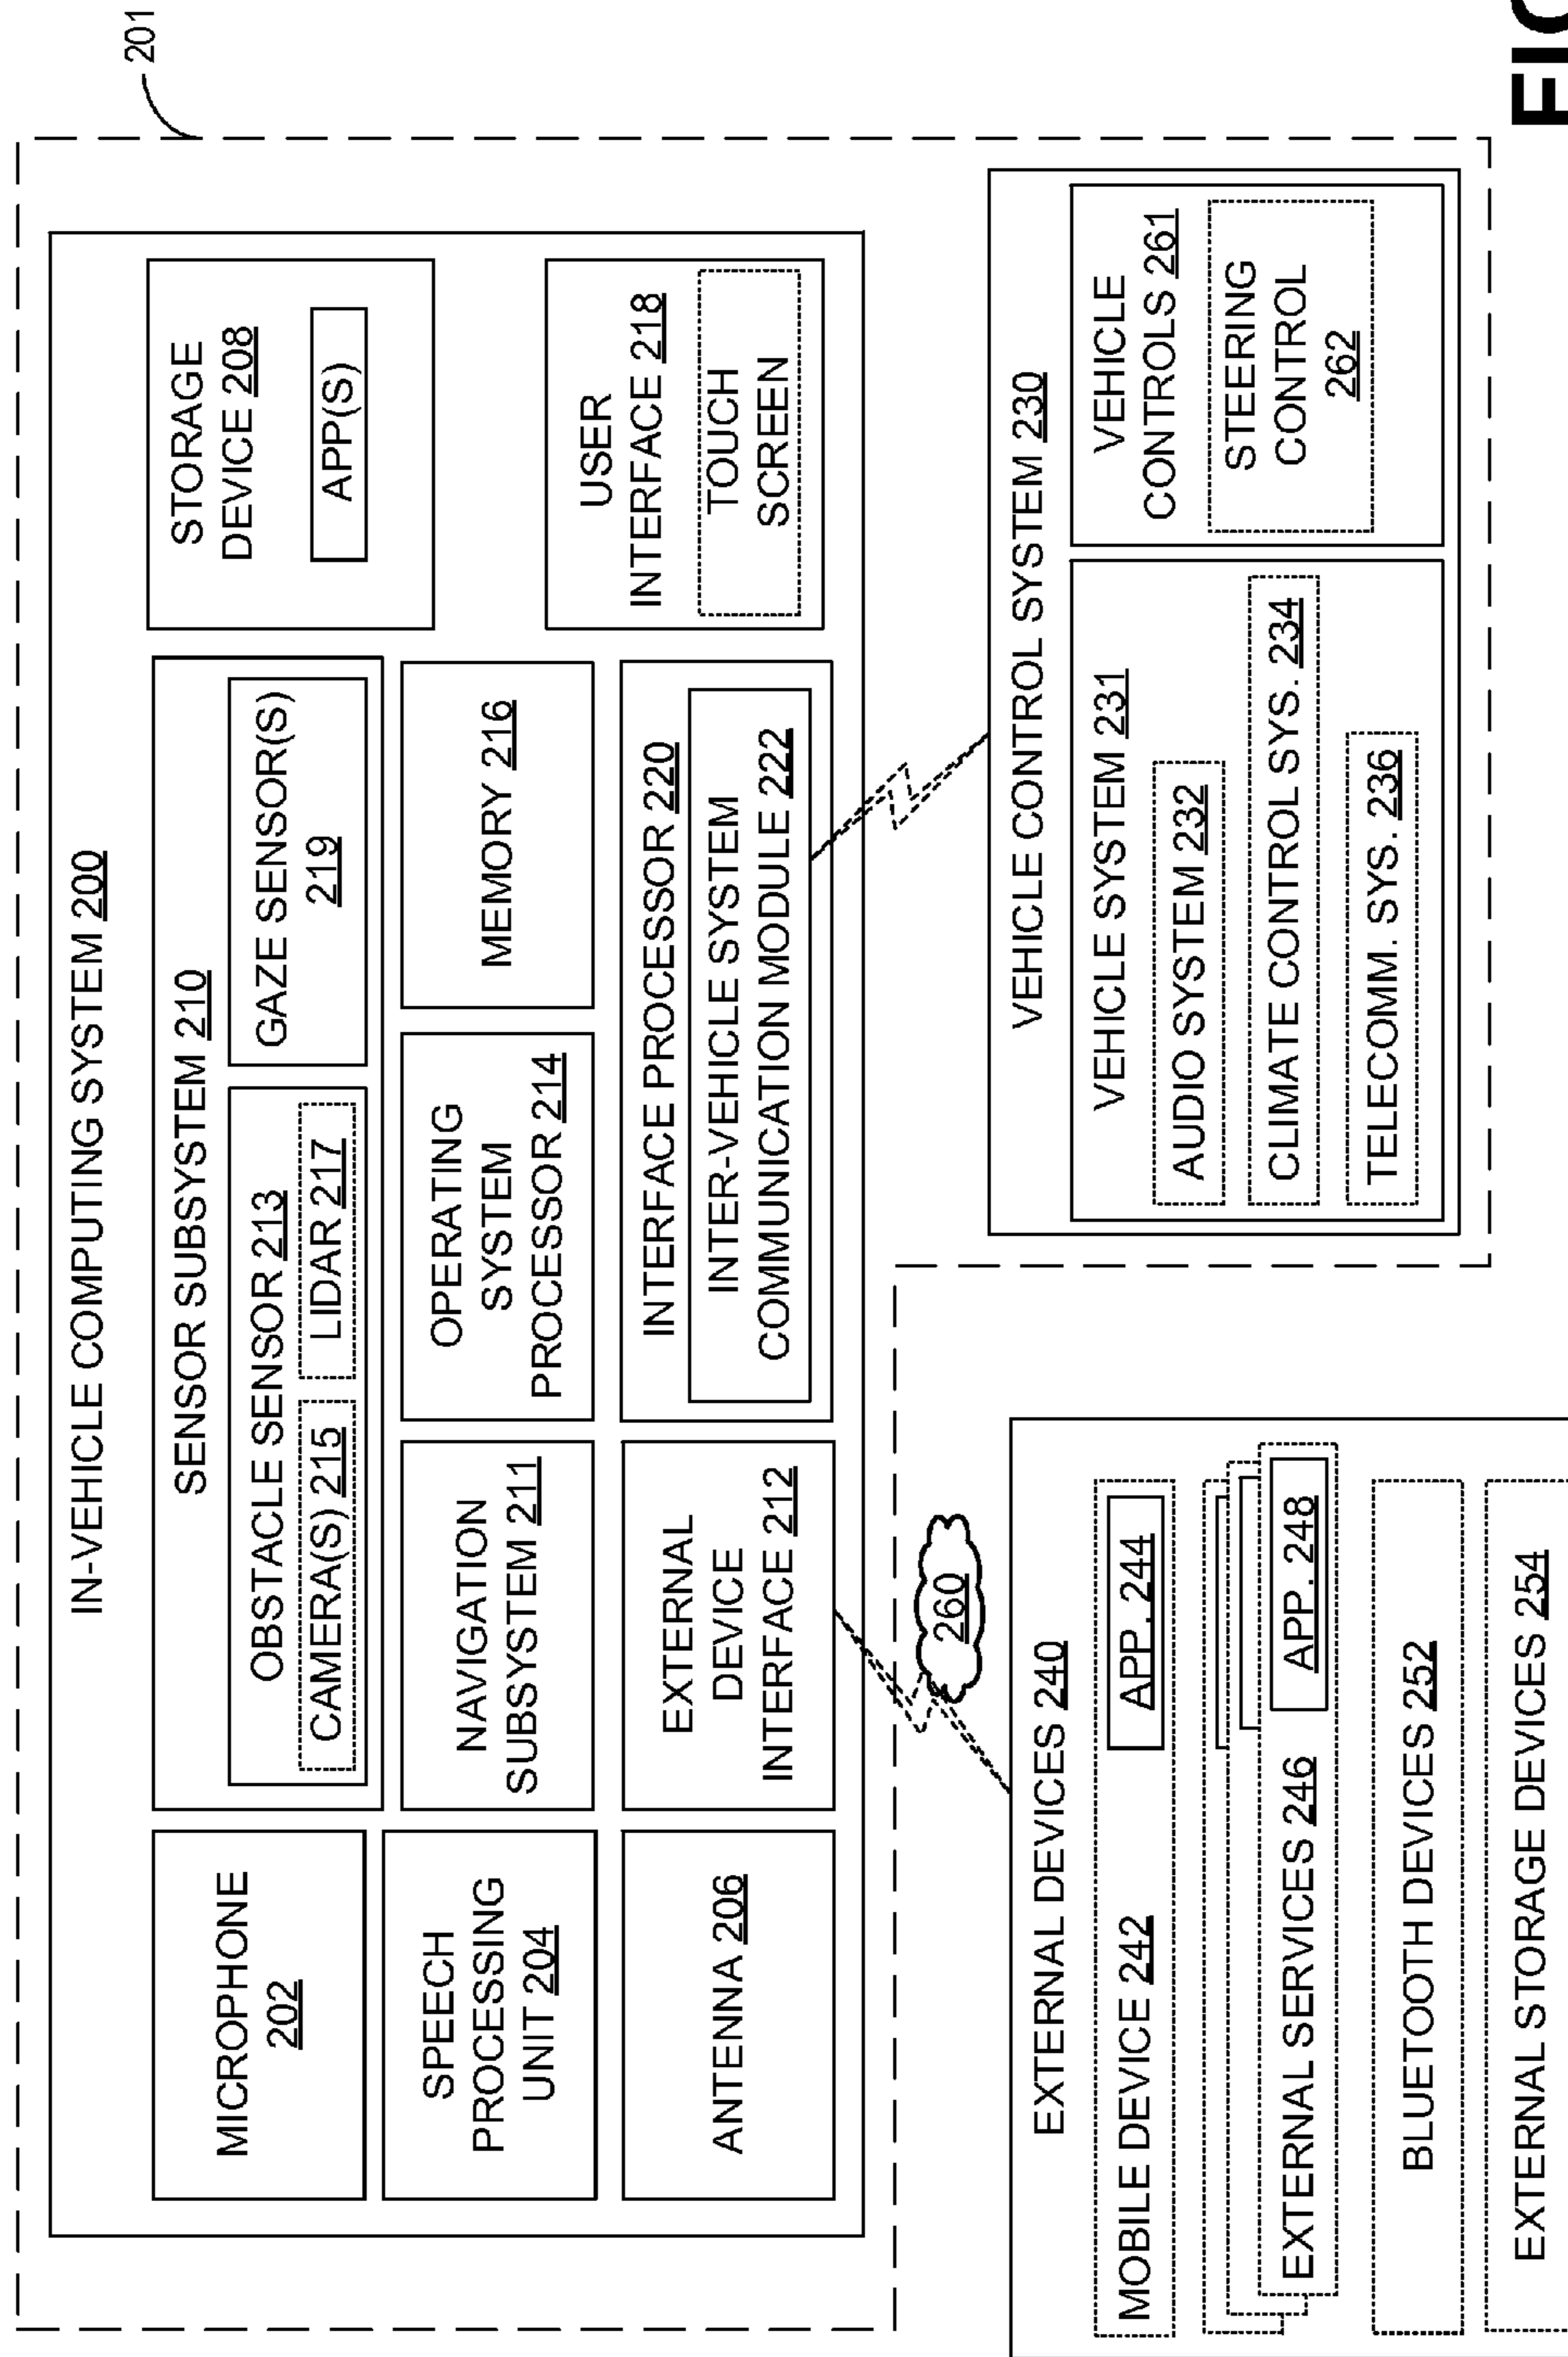 201
IN-VEHICLE COMPUTING SYSTEM 200
MICROPHONE
202
SPEECH
PROCESSING
UNIT 204
ANTENNA 206
SENSOR SUBSYSTEM 210
OBSTACLE SENSOR 213
CAMERA(S) 215
LIDAR 217
GAZE SENSOR(S)
219
STORAGE
DEVICE 208
APP(S)
NAVIGATION
SUBSYSTEM 211
OPERATING
SYSTEM
PROCESSOR 214
MEMORY 216
EXTERNAL
DEVICE
INTERFACE 212
INTERFACE PROCESSOR 220
INTER-VEHICLE SYSTEM
COMMUNICATION MODULE 222
USER
INTERFACE 218
TOUCH
SCREEN
260
EXTERNAL DEVICES 240
MOBILE DEVICE 242
APP. 244
EXTERNAL SERVICES 246
APP. 248
BLUETOOTH DEVICES 252
EXTERNAL STORAGE DEVICES 254
VEHICLE CONTROL SYSTEM 230
VEHICLE SYSTEM 231
AUDIO SYSTEM 232
CLIMATE CONTROL SYS. 234
TELECOMM. SYS. 236
VEHICLE
CONTROLS 261
STEERING
CONTROL
262